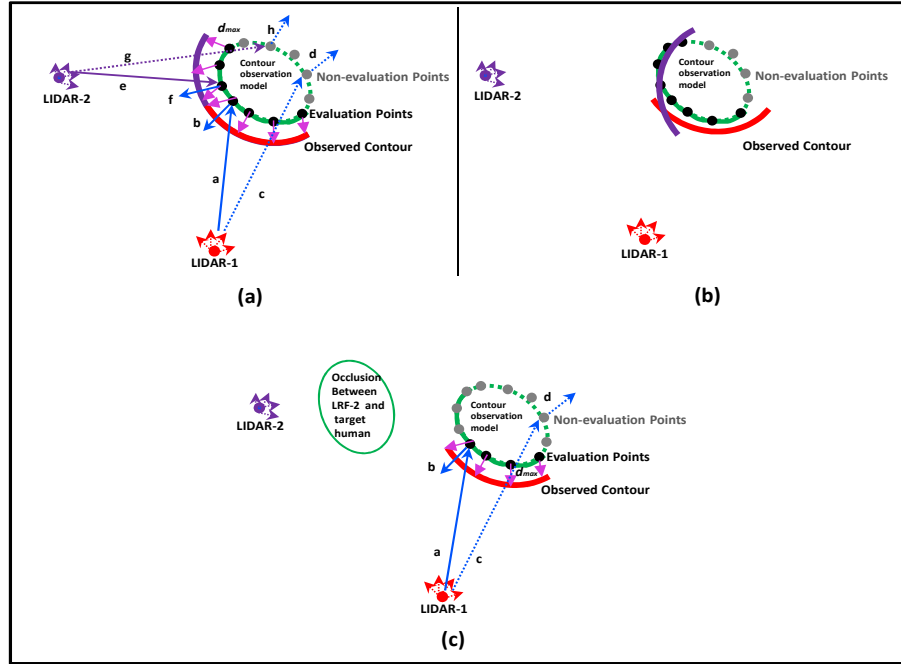 h
d_max
d
g
Contour
observation
model
Non-evaluation Points
LIDAR-2
e
f
b
Evaluation Points
Observed Contour
a
c
LIDAR-1
(a)
Contour
observation
model
Non-evaluation Points
LIDAR-2
Observed Contour
LIDAR-1
(b)
Occlusion
Between
LRF-2 and
target
human
LIDAR-2
d
Contour
observation
model
Non-evaluation Points
Evaluation Points
b
d_max
Observed Contour
a
c
LIDAR-1
(c)